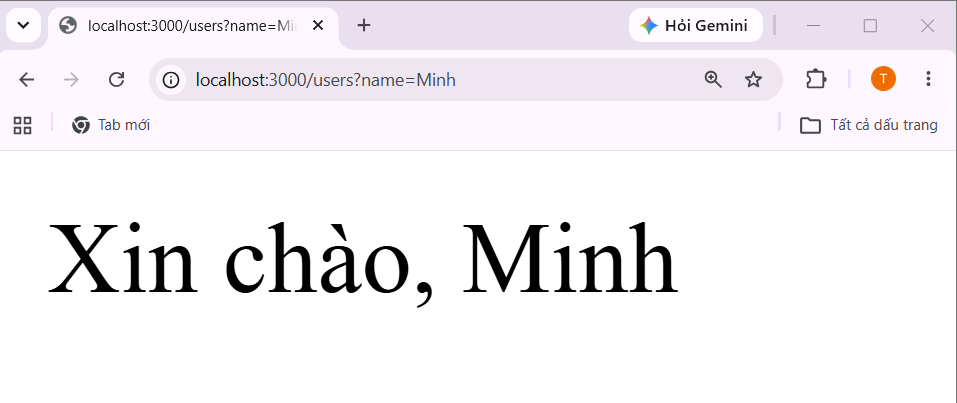 localhost:3000/users?name=Mi
Hỏi Gemini
localhost:3000/users?name=Minh
T
Tab mới
Tất cả dấu trang
Xin chào, Minh